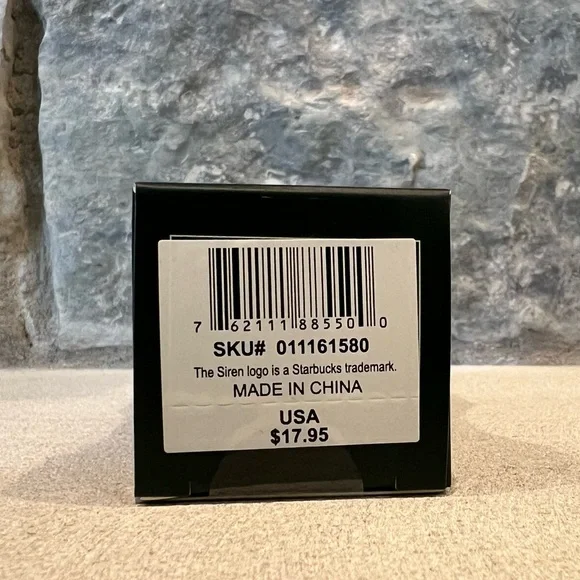 7 62111 88550 0
SKU# 011161580
The Siren logo is a Starbucks trademark.
MADE IN CHINA
USA
$17.95